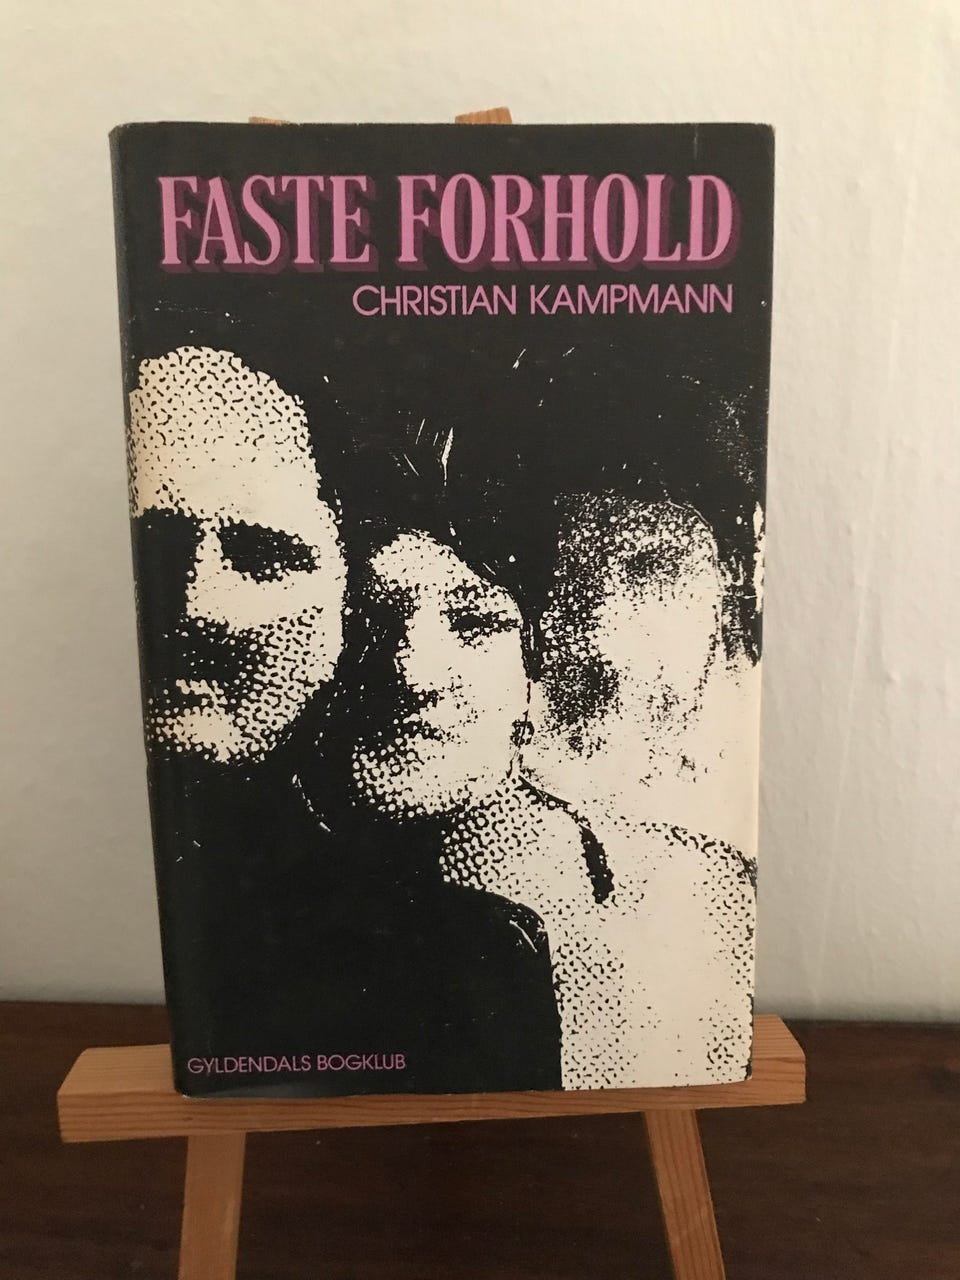 FASTE FORHOLD
CHRISTIAN KAMPMANN
GYLDENDALS BOGKLUB